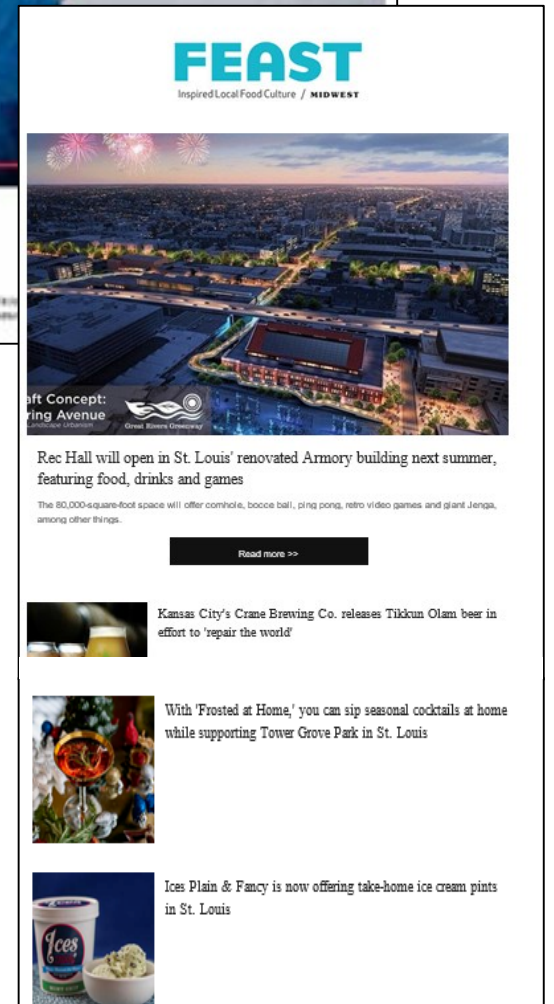 FEAST
Inspired Local Food Culture / MIDWEST
aft Concept:
ring Avenue
Landscape Urbanism
Great Rivers Greenway
Rec Hall will open in St. Louis' renovated Armory building next summer,
featuring food, drinks and games
The 80,000-square-foot space will offer cornhole, bocce ball, ping pong, retro video games and giant Jenga,
among other things.
Read more >>
Kansas City's Crane Brewing Co. releases Tikkun Olam beer in
effort to 'repair the world'
With 'Frosted at Home,' you can sip seasonal cocktails at home
while supporting Tower Grove Park in St. Louis
Ices Plain & Fancy is now offering take-home ice cream pints
in St. Louis
Ices